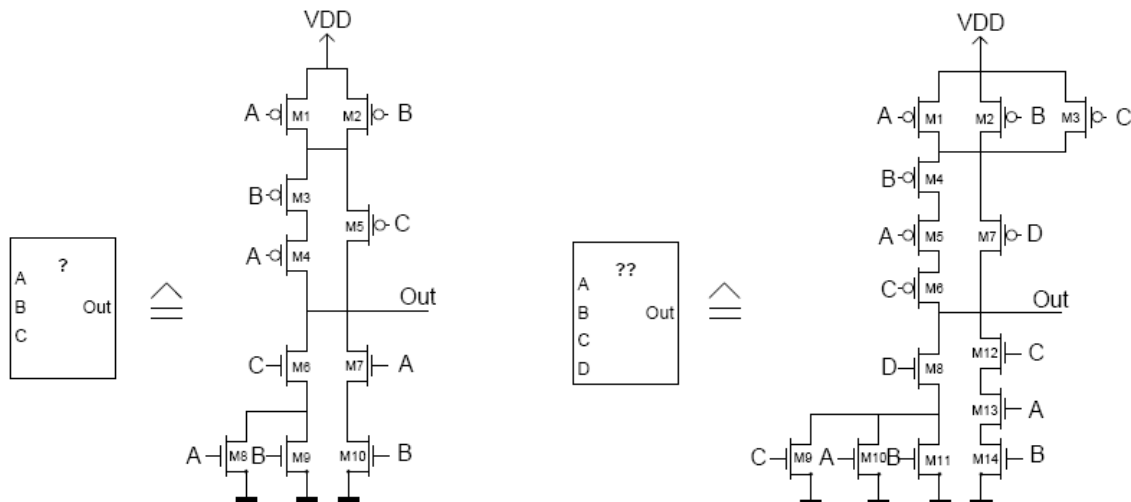 VDD
A M1 M2 B
B M3 M5 C
A M4
?
A
B Out
C
Out
C M6 M7 A
A M8 B M9 M10 B
VDD
A M1 M2 B M3 C
B M4
A M5 M7 D
C M6
??
A
B Out
C
D
Out
D M8 M12 C
M13 A
C M9 A M10 B M11 M14 B